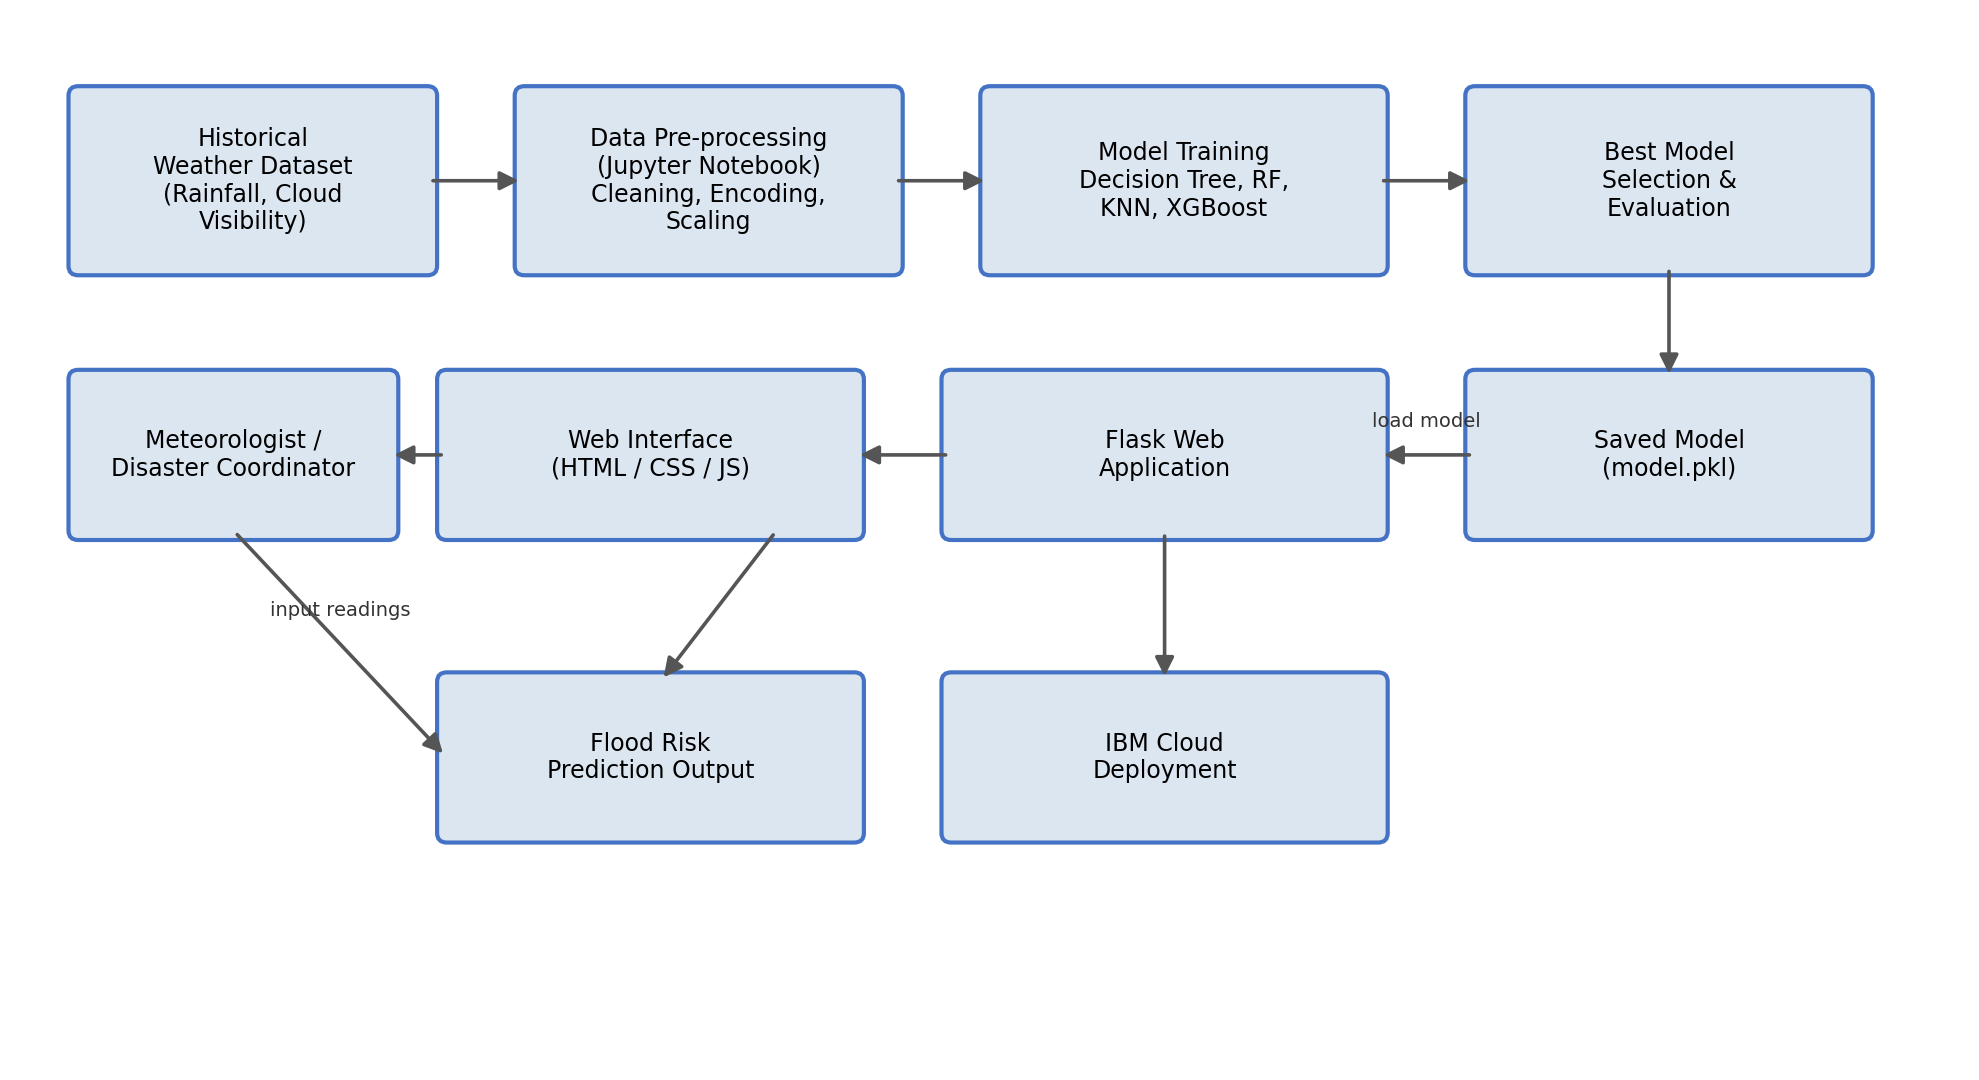 Historical
Weather Dataset
(Rainfall, Cloud
Visibility)
Data Pre-processing
(Jupyter Notebook)
Cleaning, Encoding,
Scaling
Model Training
Decision Tree, RF,
KNN, XGBoost
Best Model
Selection &
Evaluation
Meteorologist /
Disaster Coordinator
Web Interface
(HTML / CSS / JS)
Flask Web
Application
load model
Saved Model
(model.pkl)
input readings
Flood Risk
Prediction Output
IBM Cloud
Deployment